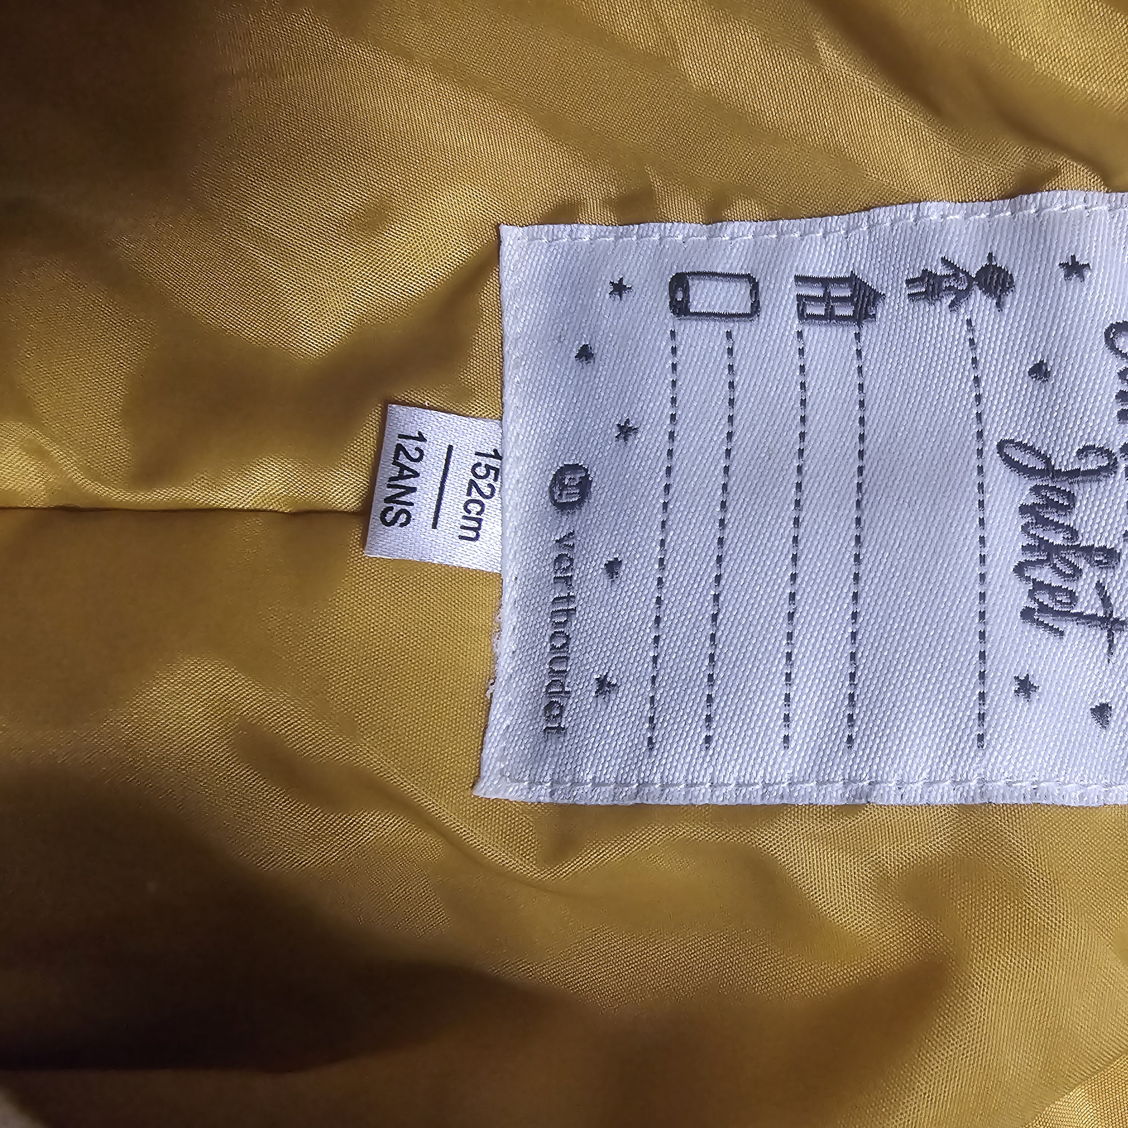 Jacket
vertbaudet
152cm
12ANS